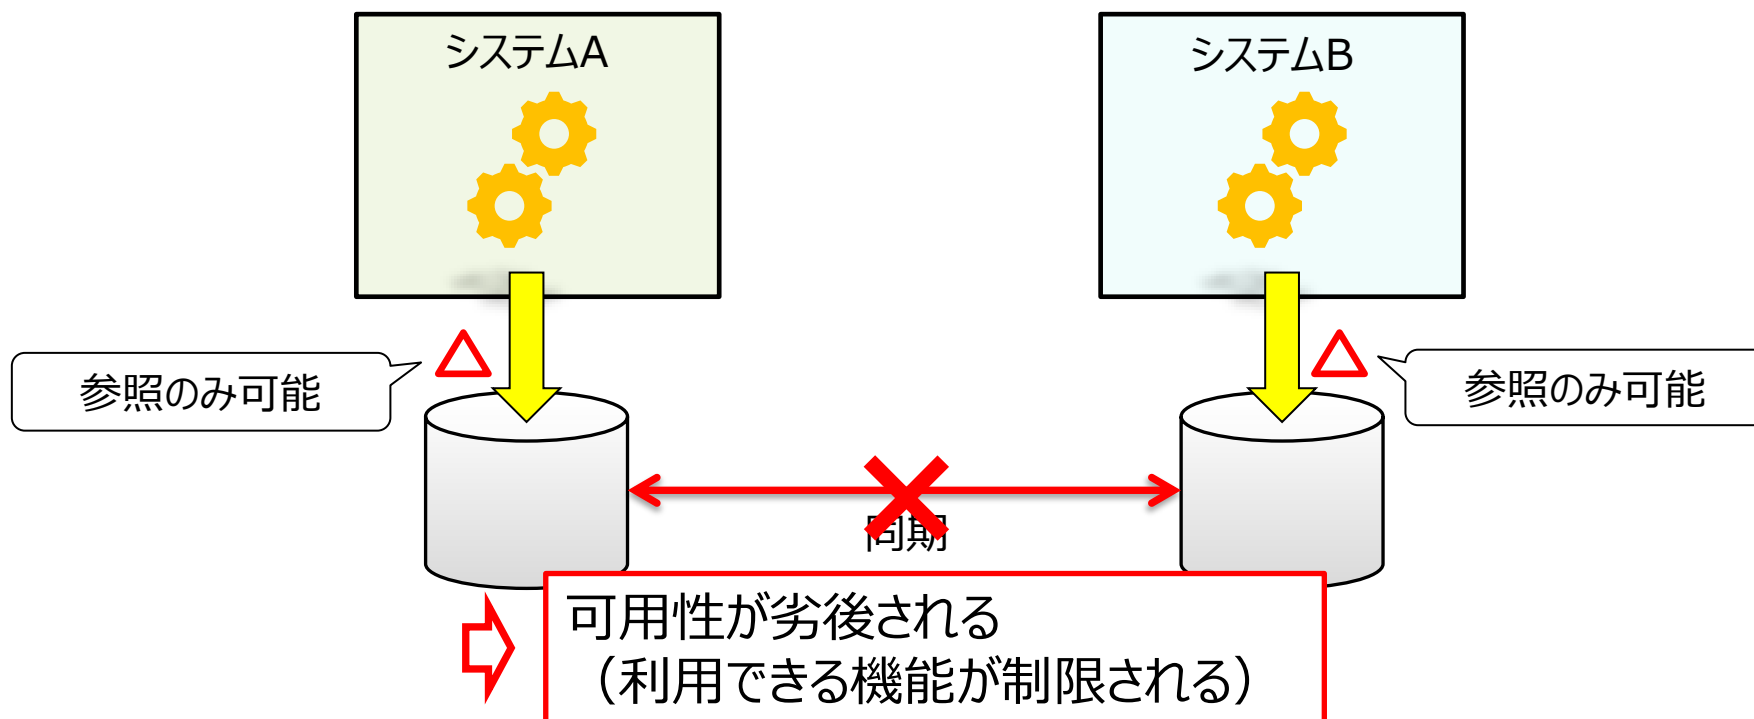 システムA
システムB
参照のみ可能
参照のみ可能
同期
可用性が劣後される
（利用できる機能が制限される）